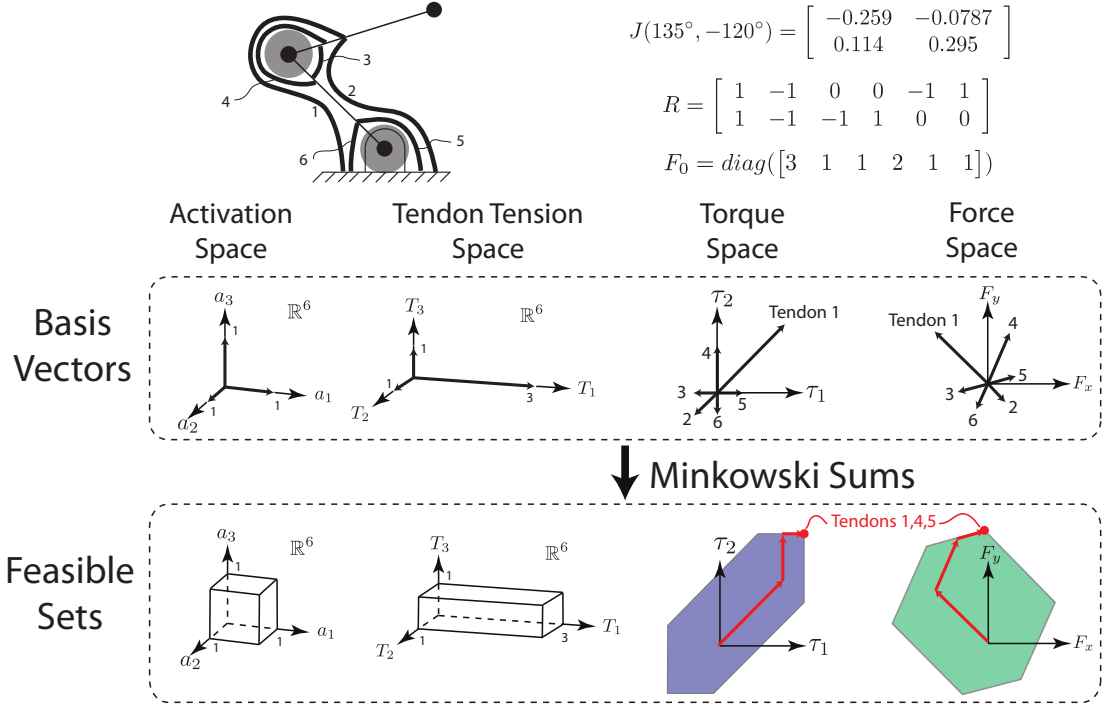 J(135°, −120°) = [ −0.259 −0.0787
0.114 0.295 ]
R = [ 1 −1 0 0 −1 1
1 −1 −1 1 0 0 ]
F₀ = diag([3 1 1 2 1 1])
3
4
2
1
5
6
Activation
Space
Tendon Tension
Space
Torque
Space
Force
Space
Basis
Vectors
a₃
1
ℝ⁶
1
a₁
1
a₂
T₃
1
ℝ⁶
3
T₁
1
T₂
τ₂
Tendon 1
4
3
5
τ₁
2
6
F_y
Tendon 1
4
5
3
F_x
2
6
Minkowski Sums
Feasible
Sets
a₃
1
ℝ⁶
1
a₁
1
a₂
T₃
1
ℝ⁶
3
T₁
1
T₂
Tendons 1,4,5
τ₂
τ₁
F_y
F_x